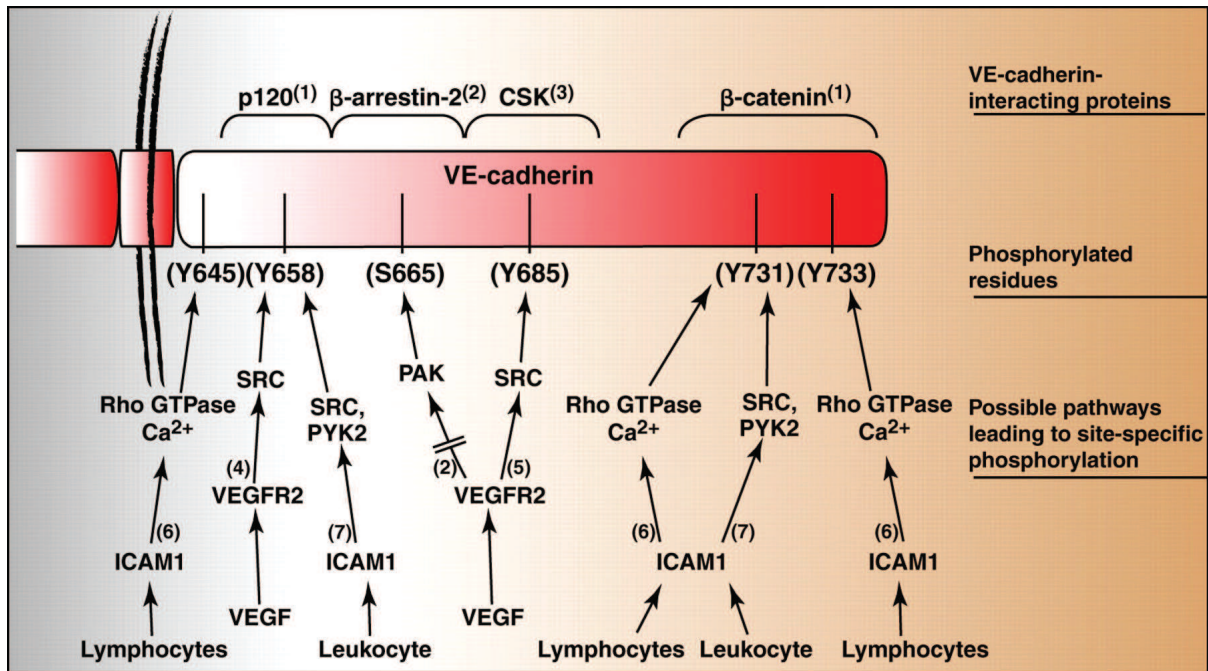 p120(1) β-arrestin-2(2) CSK(3) β-catenin(1)
VE-cadherin-
interacting proteins
VE-cadherin
(Y645) (Y658) (S665) (Y685) (Y731) (Y733)
Phosphorylated
residues
Rho GTPase
Ca2+
SRC
SRC,
PYK2
PAK
SRC
Rho GTPase
Ca2+
SRC,
PYK2
Rho GTPase
Ca2+
Possible pathways
leading to site-specific
phosphorylation
(4)
(2)
(5)
VEGFR2
VEGFR2
(6)
(7)
(6)
(7)
(6)
ICAM1
ICAM1
ICAM1
ICAM1
VEGF
VEGF
Lymphocytes
Leukocyte
Lymphocytes
Leukocyte
Lymphocytes